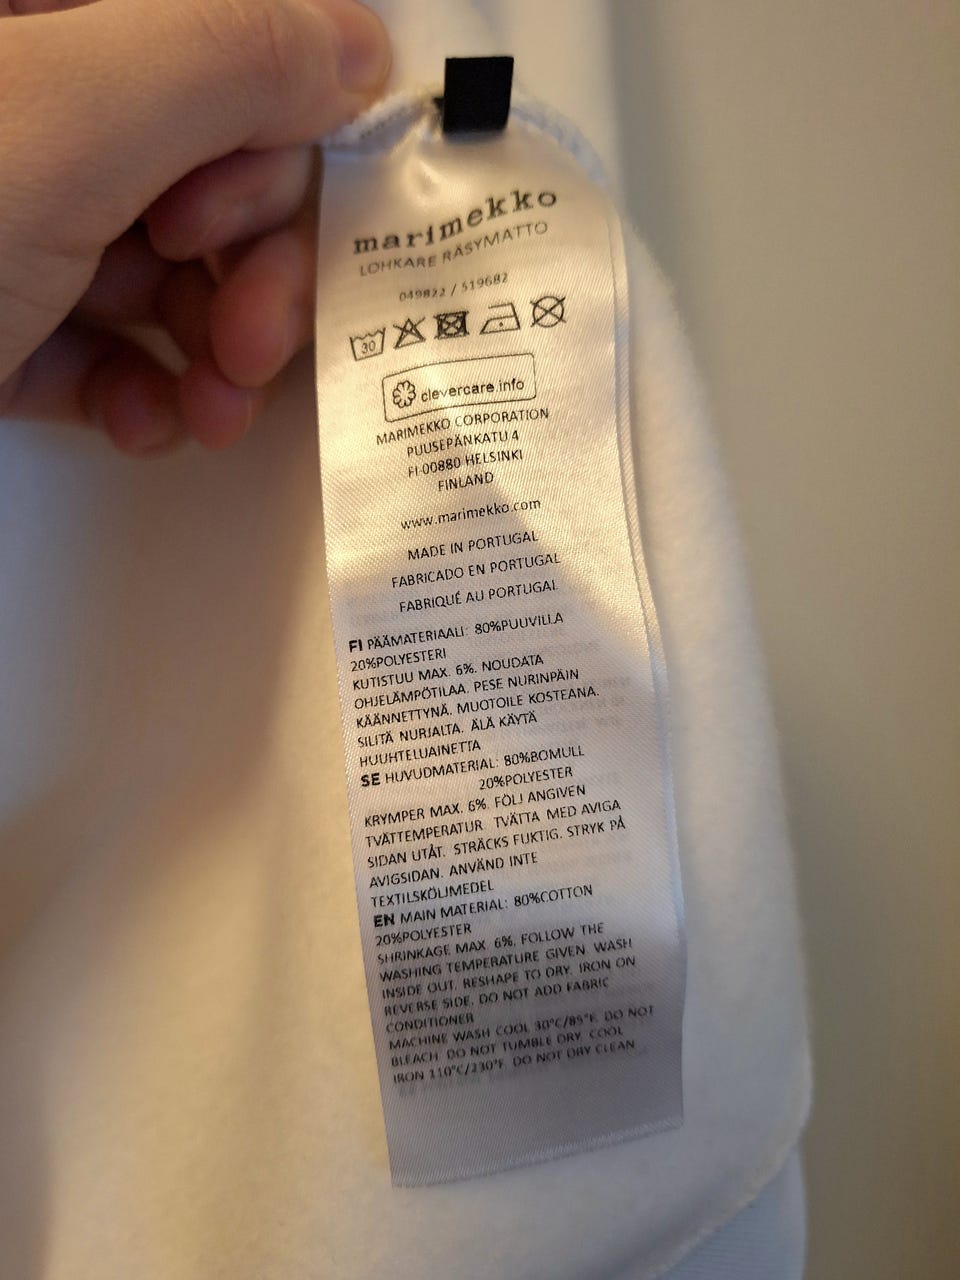 marimekko
LOHKARE RÄSYMATTO
049822 / 519682
30
clevercare.info
MARIMEKKO CORPORATION
PUUSEPÄNKATU 4
FI-00880 HELSINKI
FINLAND
www.marimekko.com
MADE IN PORTUGAL
FABRICADO EN PORTUGAL
FABRIQUÉ AU PORTUGAL
FI PÄÄMATERIAALI: 80%PUUVILLA
20%POLYESTERI
KUTISTUU MAX. 6%. NOUDATA
OHJELÄMPÖTILAA. PESE NURINPÄIN
KÄÄNNETTYNÄ. MUOTOILE KOSTEANA.
SILITÄ NURJALTA. ÄLÄ KÄYTÄ
HUUHTELUAINETTA
SE HUVUDMATERIAL: 80%BOMULL
20%POLYESTER
KRYMPER MAX. 6%. FÖLJ ANGIVEN
TVÄTTEMPERATUR. TVÄTTA MED AVIGA
SIDAN UTÅT. STRÄCKS FUKTIG. STRYK PÅ
AVIGSIDAN. ANVÄND INTE
TEXTILSKÖLJMEDEL
EN MAIN MATERIAL: 80%COTTON
20%POLYESTER
SHRINKAGE MAX. 6%. FOLLOW THE
WASHING TEMPERATURE GIVEN. WASH
INSIDE OUT. RESHAPE TO DRY. IRON ON
REVERSE SIDE. DO NOT ADD FABRIC
CONDITIONER
MACHINE WASH COOL 30°C/85°F. DO NOT
BLEACH. DO NOT TUMBLE DRY. COOL
IRON 110°C/230°F. DO NOT DRY CLEAN